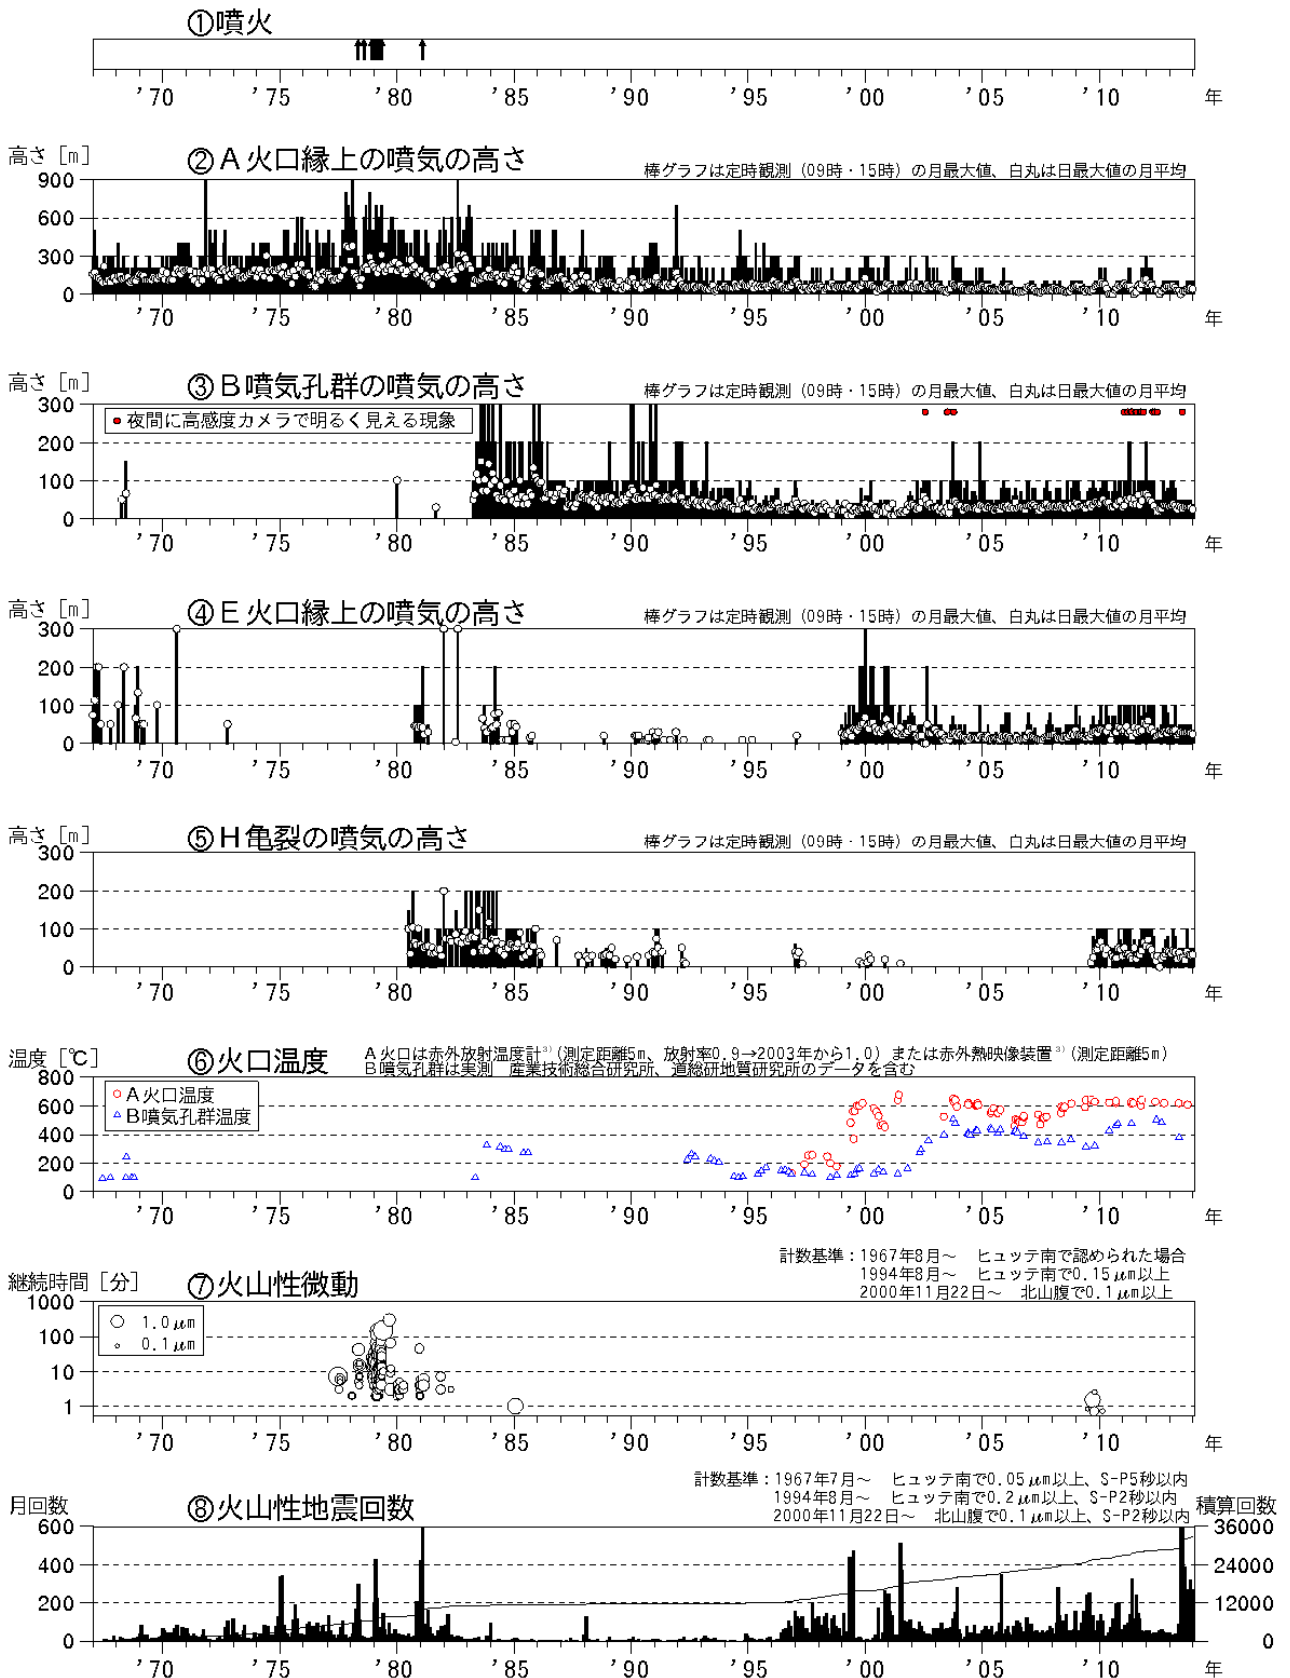 ①噴火
'70 '75 '80 '85 '90 '95 '00 '05 '10 年
高さ [m] ②A火口縁上の噴気の高さ 棒グラフは定時観測 (09時・15時) の月最大値、白丸は日最大値の月平均
900
600
300
0
'70 '75 '80 '85 '90 '95 '00 '05 '10 年
高さ [m] ③B噴気孔群の噴気の高さ 棒グラフは定時観測 (09時・15時) の月最大値、白丸は日最大値の月平均
300
夜間に高感度カメラで明るく見える現象
200
100
0
'70 '75 '80 '85 '90 '95 '00 '05 '10 年
高さ [m] ④E火口縁上の噴気の高さ 棒グラフは定時観測 (09時・15時) の月最大値、白丸は日最大値の月平均
300
200
100
0
'70 '75 '80 '85 '90 '95 '00 '05 '10 年
高さ [m] ⑤H亀裂の噴気の高さ 棒グラフは定時観測 (09時・15時) の月最大値、白丸は日最大値の月平均
300
200
100
0
'70 '75 '80 '85 '90 '95 '00 '05 '10 年
温度 [℃] ⑥火口温度 A火口は赤外放射温度計³⁾ (測定距離5m、放射率0.9→2003年から1.0) または赤外熱映像装置³⁾ (測定距離5m)
B噴気孔群は実測 産業技術総合研究所、道総研地質研究所のデータを含む
800
A火口温度
600
B噴気孔群温度
400
200
0
'70 '75 '80 '85 '90 '95 '00 '05 '10 年
計数基準：1967年8月～ ヒュッテ南で認められた場合
継続時間 [分] ⑦火山性微動 1994年8月～ ヒュッテ南で0.15μm以上
2000年11月22日～ 北山腹で0.1μm以上
1000
1.0μm
100
0.1μm
10
1
'70 '75 '80 '85 '90 '95 '00 '05 '10 年
計数基準：1967年7月～ ヒュッテ南で0.05μm以上、S-P5秒以内
月回数 ⑧火山性地震回数 1994年8月～ ヒュッテ南で0.2μm以上、S-P2秒以内 積算回数
2000年11月22日～ 北山腹で0.1μm以上、S-P2秒以内
600 36000
400 24000
200 12000
0 0
'70 '75 '80 '85 '90 '95 '00 '05 '10 年